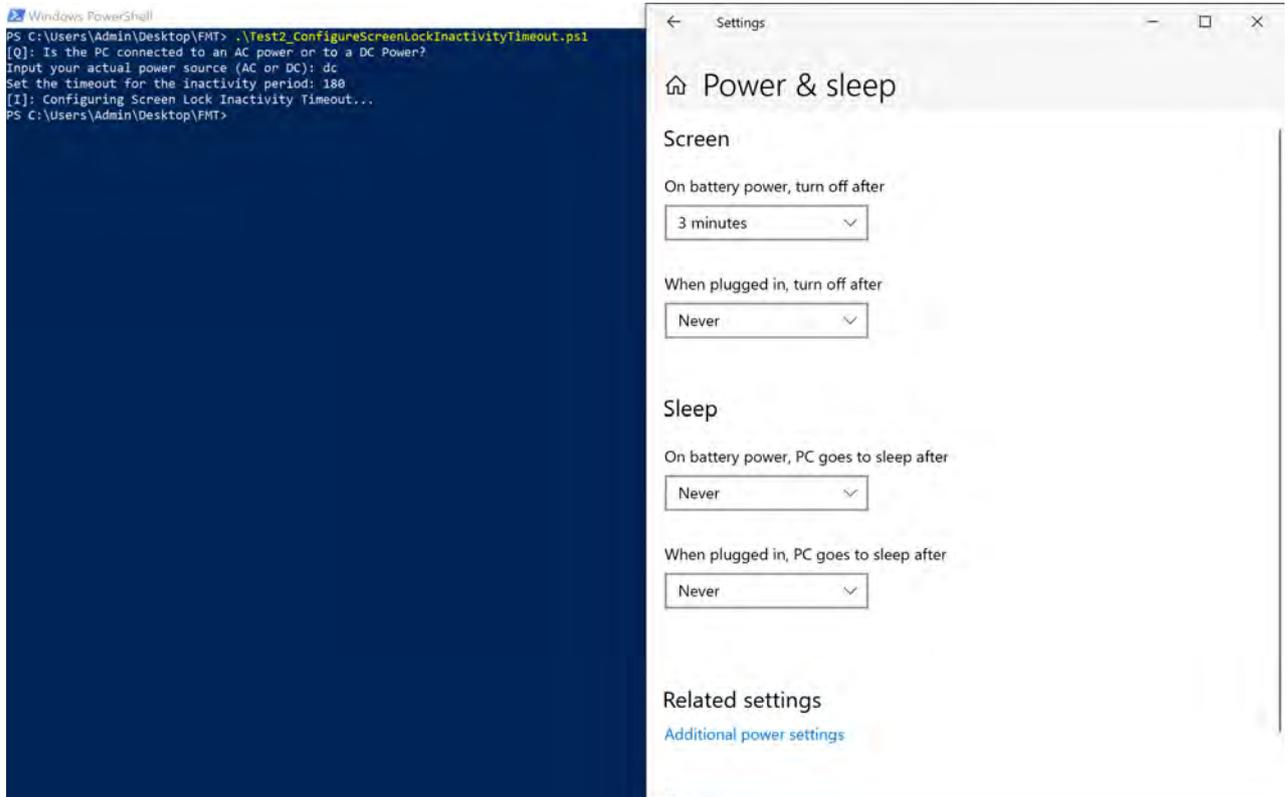 Windows PowerShell
PS C:\Users\Admin\Desktop\FMT> .\Test2_ConfigureScreenLockInactivityTimeout.ps1
[Q]: Is the PC connected to an AC power or to a DC Power?
Input your actual power source (AC or DC): dc
Set the timeout for the inactivity period: 180
[I]: Configuring Screen Lock Inactivity Timeout...
PS C:\Users\Admin\Desktop\FMT>
Settings
Power & sleep
Screen
On battery power, turn off after
3 minutes
When plugged in, turn off after
Never
Sleep
On battery power, PC goes to sleep after
Never
When plugged in, PC goes to sleep after
Never
Related settings
Additional power settings